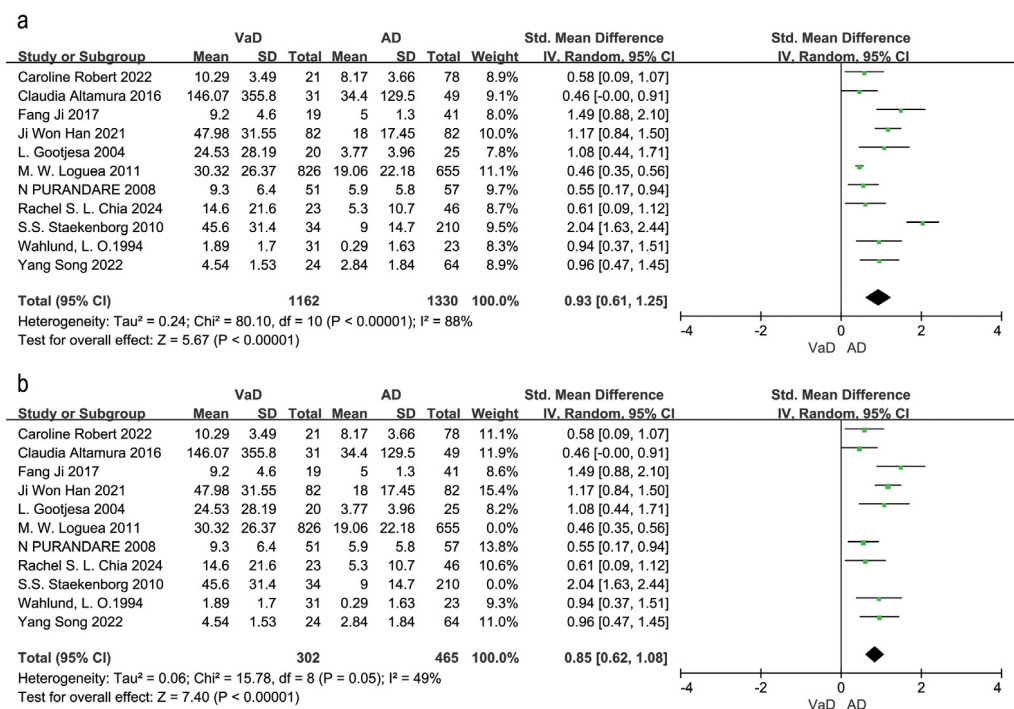 a
VaD AD Std. Mean Difference Std. Mean Difference
Study or Subgroup Mean SD Total Mean SD Total Weight IV, Random, 95% CI IV, Random, 95% CI
Caroline Robert 2022 10.29 3.49 21 8.17 3.66 78 8.9% 0.58 [0.09, 1.07]
Claudia Altamura 2016 146.07 355.8 31 34.4 129.5 49 9.1% 0.46 [-0.00, 0.91]
Fang Ji 2017 9.2 4.6 19 5 1.3 41 8.0% 1.49 [0.88, 2.10]
Ji Won Han 2021 47.98 31.55 82 18 17.45 82 10.0% 1.17 [0.84, 1.50]
L. Gootjesa 2004 24.53 28.19 20 3.77 3.96 25 7.8% 1.08 [0.44, 1.71]
M. W. Loguea 2011 30.32 26.37 826 19.06 22.18 655 11.1% 0.46 [0.35, 0.56]
N PURANDARE 2008 9.3 6.4 51 5.9 5.8 57 9.7% 0.55 [0.17, 0.94]
Rachel S. L. Chia 2024 14.6 21.6 23 5.3 10.7 46 8.7% 0.61 [0.09, 1.12]
S.S. Staekenborg 2010 45.6 31.4 34 9 14.7 210 9.5% 2.04 [1.63, 2.44]
Wahlund, L. O.1994 1.89 1.7 31 0.29 1.63 23 8.3% 0.94 [0.37, 1.51]
Yang Song 2022 4.54 1.53 24 2.84 1.84 64 8.9% 0.96 [0.47, 1.45]
Total (95% CI) 1162 1330 100.0% 0.93 [0.61, 1.25]
Heterogeneity: Tau² = 0.24; Chi² = 80.10, df = 10 (P < 0.00001); I² = 88%
Test for overall effect: Z = 5.67 (P < 0.00001)
-4 -2 0 2 4
VaD AD
b
VaD AD Std. Mean Difference Std. Mean Difference
Study or Subgroup Mean SD Total Mean SD Total Weight IV, Random, 95% CI IV, Random, 95% CI
Caroline Robert 2022 10.29 3.49 21 8.17 3.66 78 11.1% 0.58 [0.09, 1.07]
Claudia Altamura 2016 146.07 355.8 31 34.4 129.5 49 11.9% 0.46 [-0.00, 0.91]
Fang Ji 2017 9.2 4.6 19 5 1.3 41 8.6% 1.49 [0.88, 2.10]
Ji Won Han 2021 47.98 31.55 82 18 17.45 82 15.4% 1.17 [0.84, 1.50]
L. Gootjesa 2004 24.53 28.19 20 3.77 3.96 25 8.2% 1.08 [0.44, 1.71]
M. W. Loguea 2011 30.32 26.37 826 19.06 22.18 655 0.0% 0.46 [0.35, 0.56]
N PURANDARE 2008 9.3 6.4 51 5.9 5.8 57 13.8% 0.55 [0.17, 0.94]
Rachel S. L. Chia 2024 14.6 21.6 23 5.3 10.7 46 10.6% 0.61 [0.09, 1.12]
S.S. Staekenborg 2010 45.6 31.4 34 9 14.7 210 0.0% 2.04 [1.63, 2.44]
Wahlund, L. O.1994 1.89 1.7 31 0.29 1.63 23 9.3% 0.94 [0.37, 1.51]
Yang Song 2022 4.54 1.53 24 2.84 1.84 64 11.0% 0.96 [0.47, 1.45]
Total (95% CI) 302 465 100.0% 0.85 [0.62, 1.08]
Heterogeneity: Tau² = 0.06; Chi² = 15.78, df = 8 (P = 0.05); I² = 49%
Test for overall effect: Z = 7.40 (P < 0.00001)
-4 -2 0 2 4
VaD AD